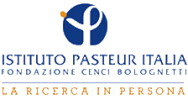 ISTITUTO PASTEUR ITALIA
FONDAZIONE CENCI BOLOGNETTI
LA RICERCA IN PERSONA